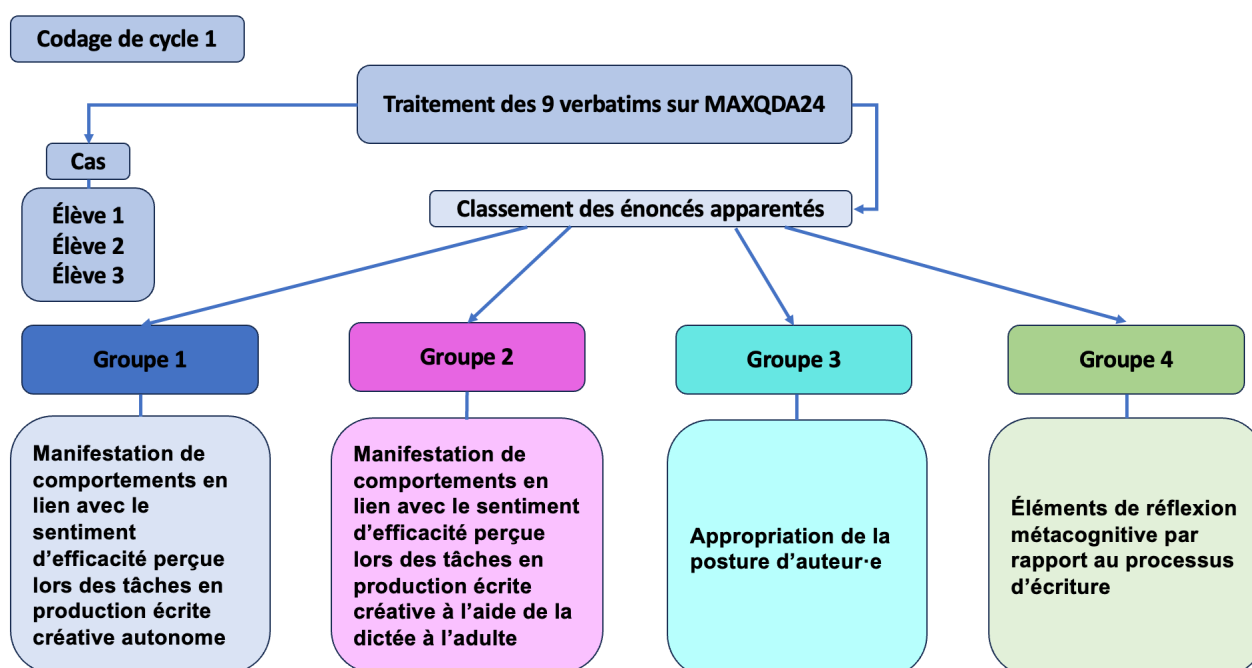 Codage de cycle 1
Traitement des 9 verbatims sur MAXQDA24
Cas
Élève 1
Élève 2
Élève 3
Classement des énoncés apparentés
Groupe 1
Groupe 2
Groupe 3
Groupe 4
Manifestation de
comportements en
lien avec le
sentiment
d'efficacité perçue
lors des tâches en
production écrite
créative autonome
Manifestation de
comportements en
lien avec le sentiment
d'efficacité perçue
lors des tâches en
production écrite
créative à l'aide de la
dictée à l'adulte
Appropriation de la
posture d'auteur·e
Éléments de réflexion
métacognitive par
rapport au processus
d'écriture